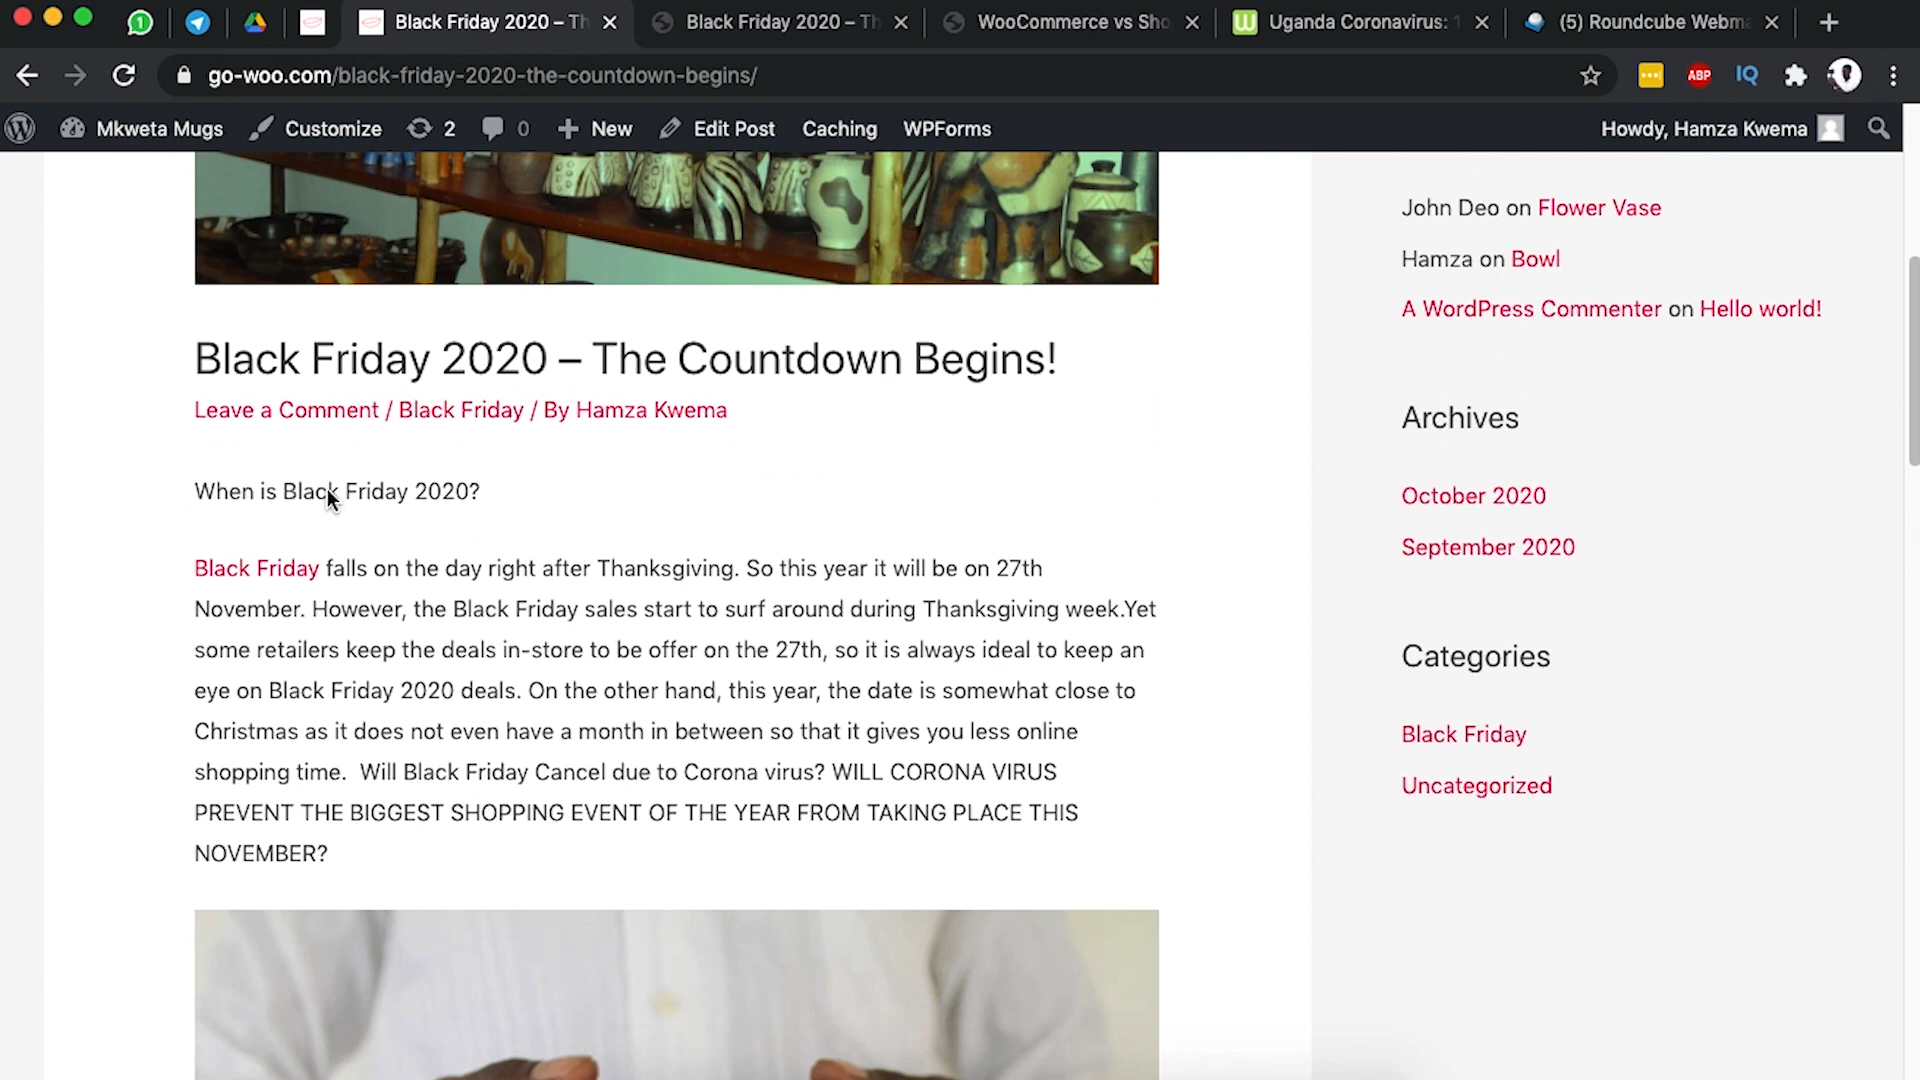 Black Friday 2020 – Th
Black Friday 2020 – Th
WooCommerce vs Sho
Uganda Coronavirus: 1
(5) Roundcube Webma
go-woo.com/black-friday-2020-the-countdown-begins/
ABP
IQ
Mkweta Mugs
Customize
2
0
New
Edit Post
Caching
WPForms
Howdy, Hamza Kwema
Black Friday 2020 – The Countdown Begins!
Leave a Comment / Black Friday / By Hamza Kwema
When is Black Friday 2020?
Black Friday falls on the day right after Thanksgiving. So this year it will be on 27th
November. However, the Black Friday sales start to surf around during Thanksgiving week.Yet
some retailers keep the deals in-store to be offer on the 27th, so it is always ideal to keep an
eye on Black Friday 2020 deals. On the other hand, this year, the date is somewhat close to
Christmas as it does not even have a month in between so that it gives you less online
shopping time.  Will Black Friday Cancel due to Corona virus? WILL CORONA VIRUS
PREVENT THE BIGGEST SHOPPING EVENT OF THE YEAR FROM TAKING PLACE THIS
NOVEMBER?
John Deo on Flower Vase
Hamza on Bowl
A WordPress Commenter on Hello world!
Archives
October 2020
September 2020
Categories
Black Friday
Uncategorized